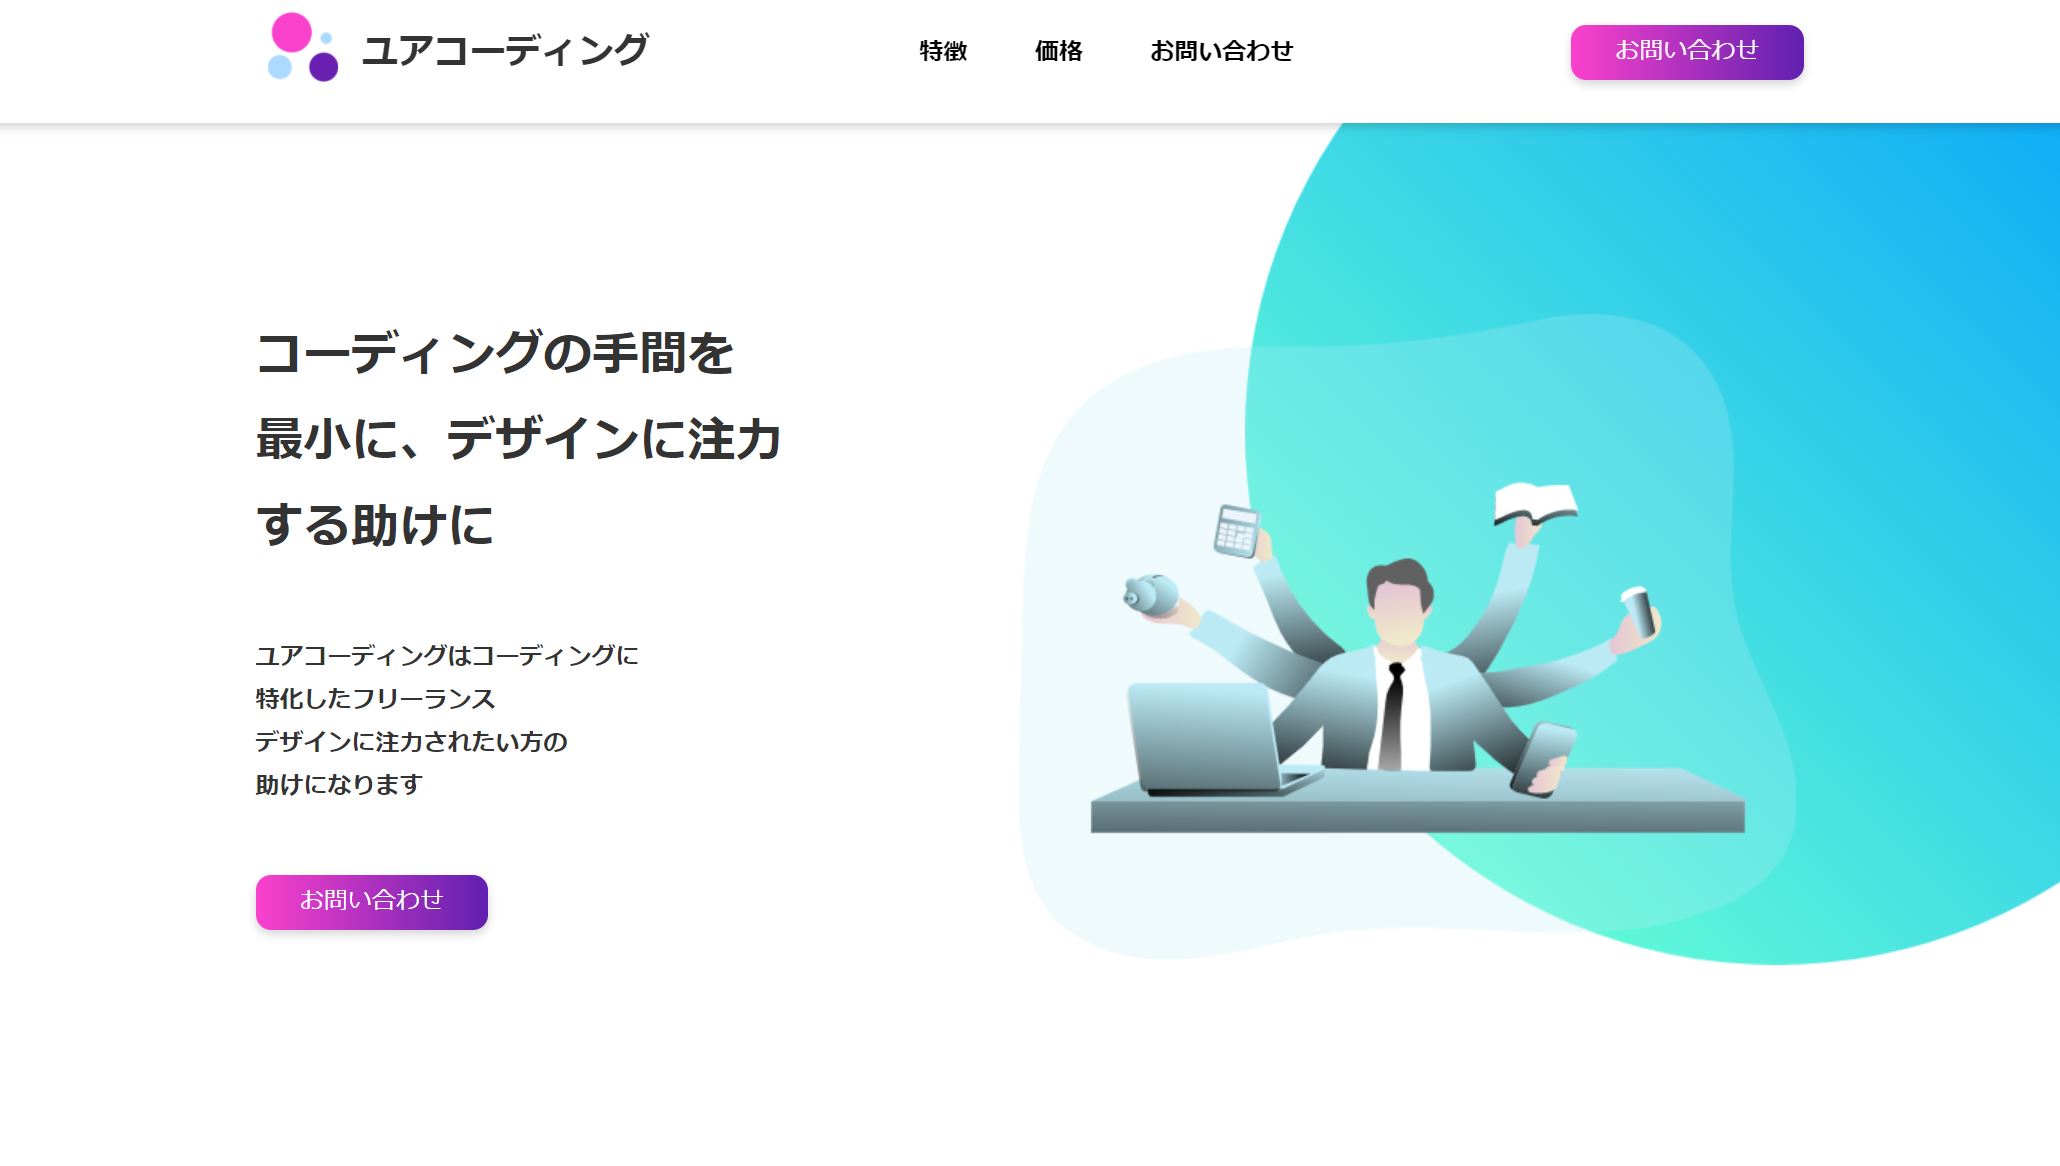 ユアコーディング
特徴
価格
お問い合わせ
お問い合わせ
コーディングの手間を
最小に、デザインに注力
する助けに
ユアコーディングはコーディングに
特化したフリーランス
デザインに注力されたい方の
助けになります
お問い合わせ